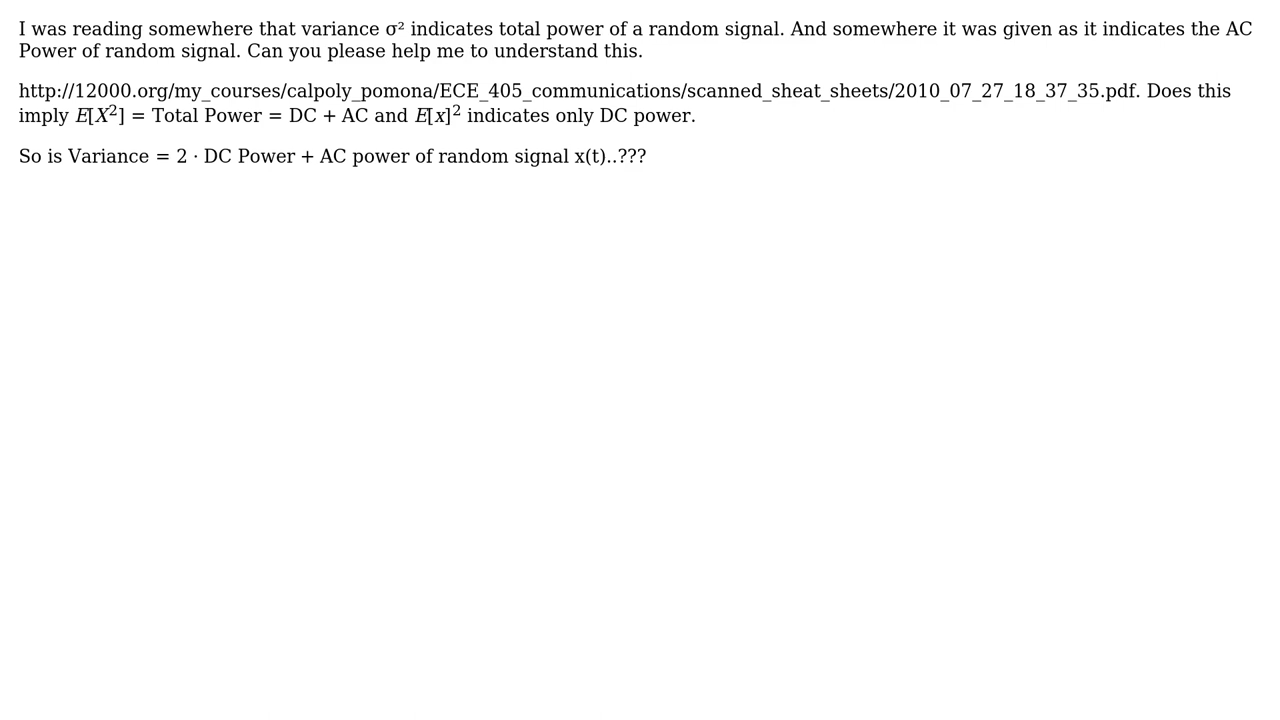 I was reading somewhere that variance σ² indicates total power of a random signal. And somewhere it was given as it indicates the AC
Power of random signal. Can you please help me to understand this.
http://12000.org/my_courses/calpoly_pomona/ECE_405_communications/scanned_sheat_sheets/2010_07_27_18_37_35.pdf. Does this
imply E[X²] = Total Power = DC + AC and E[x]² indicates only DC power.
So is Variance = 2 · DC Power + AC power of random signal x(t)..???